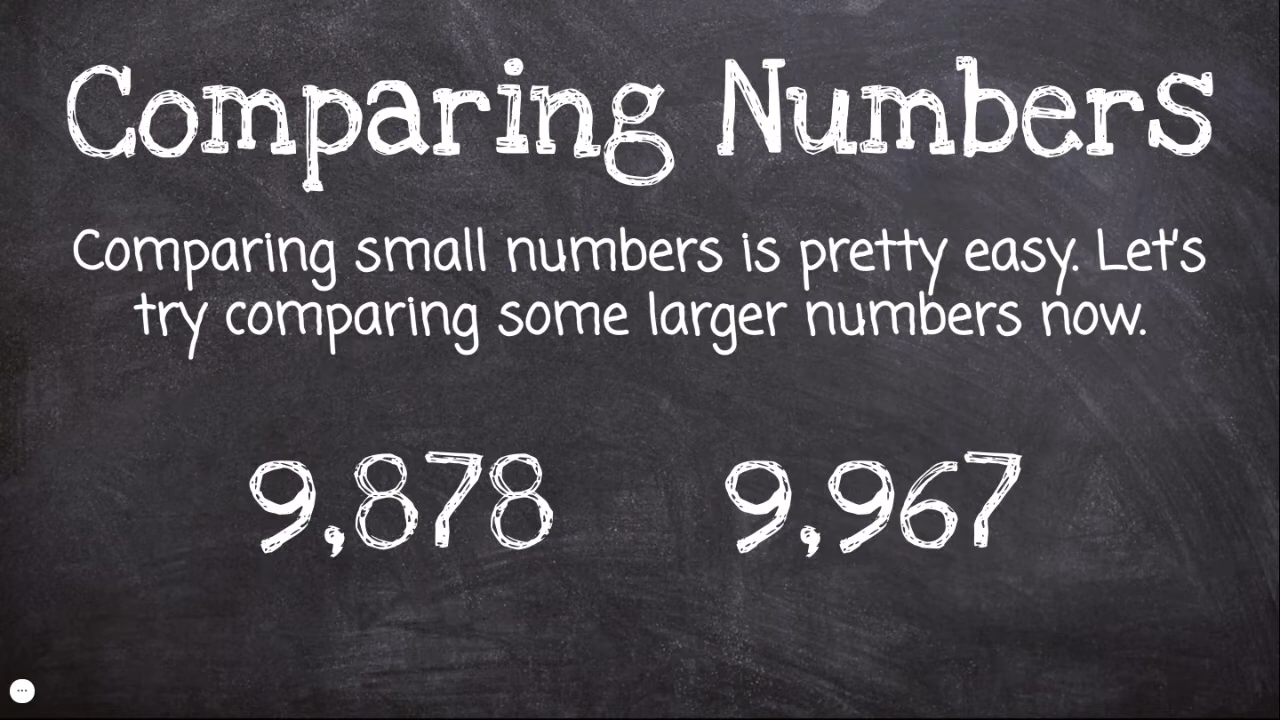 Comparing Numbers
Comparing small numbers is pretty easy. Let's
try comparing some larger numbers now.
9,878 9,967